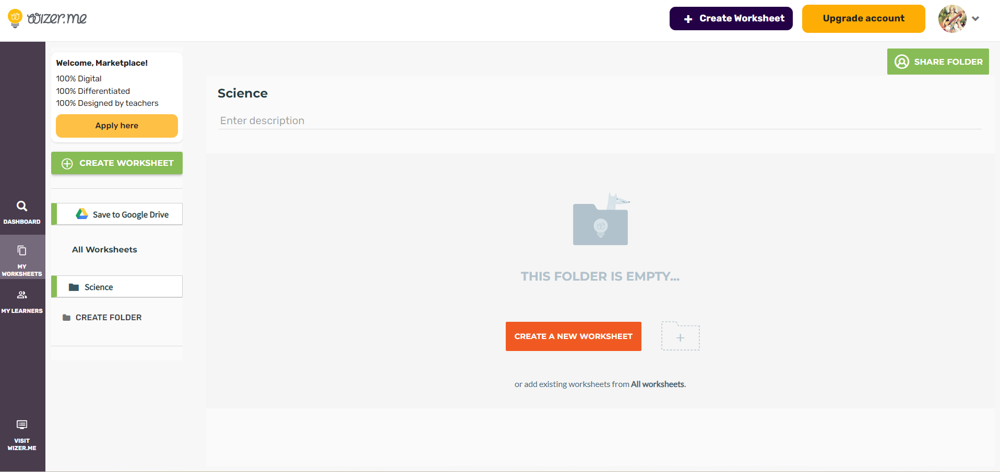 wizer.me
+ Create Worksheet
Upgrade account
Welcome, Marketplace!
100% Digital
100% Differentiated
100% Designed by teachers
Apply here
CREATE WORKSHEET
Save to Google Drive
All Worksheets
Science
CREATE FOLDER
DASHBOARD
MY
WORKSHEETS
MY LEARNERS
VISIT
WIZER.ME
SHARE FOLDER
Science
Enter description
THIS FOLDER IS EMPTY...
CREATE A NEW WORKSHEET
+
or add existing worksheets from All worksheets.